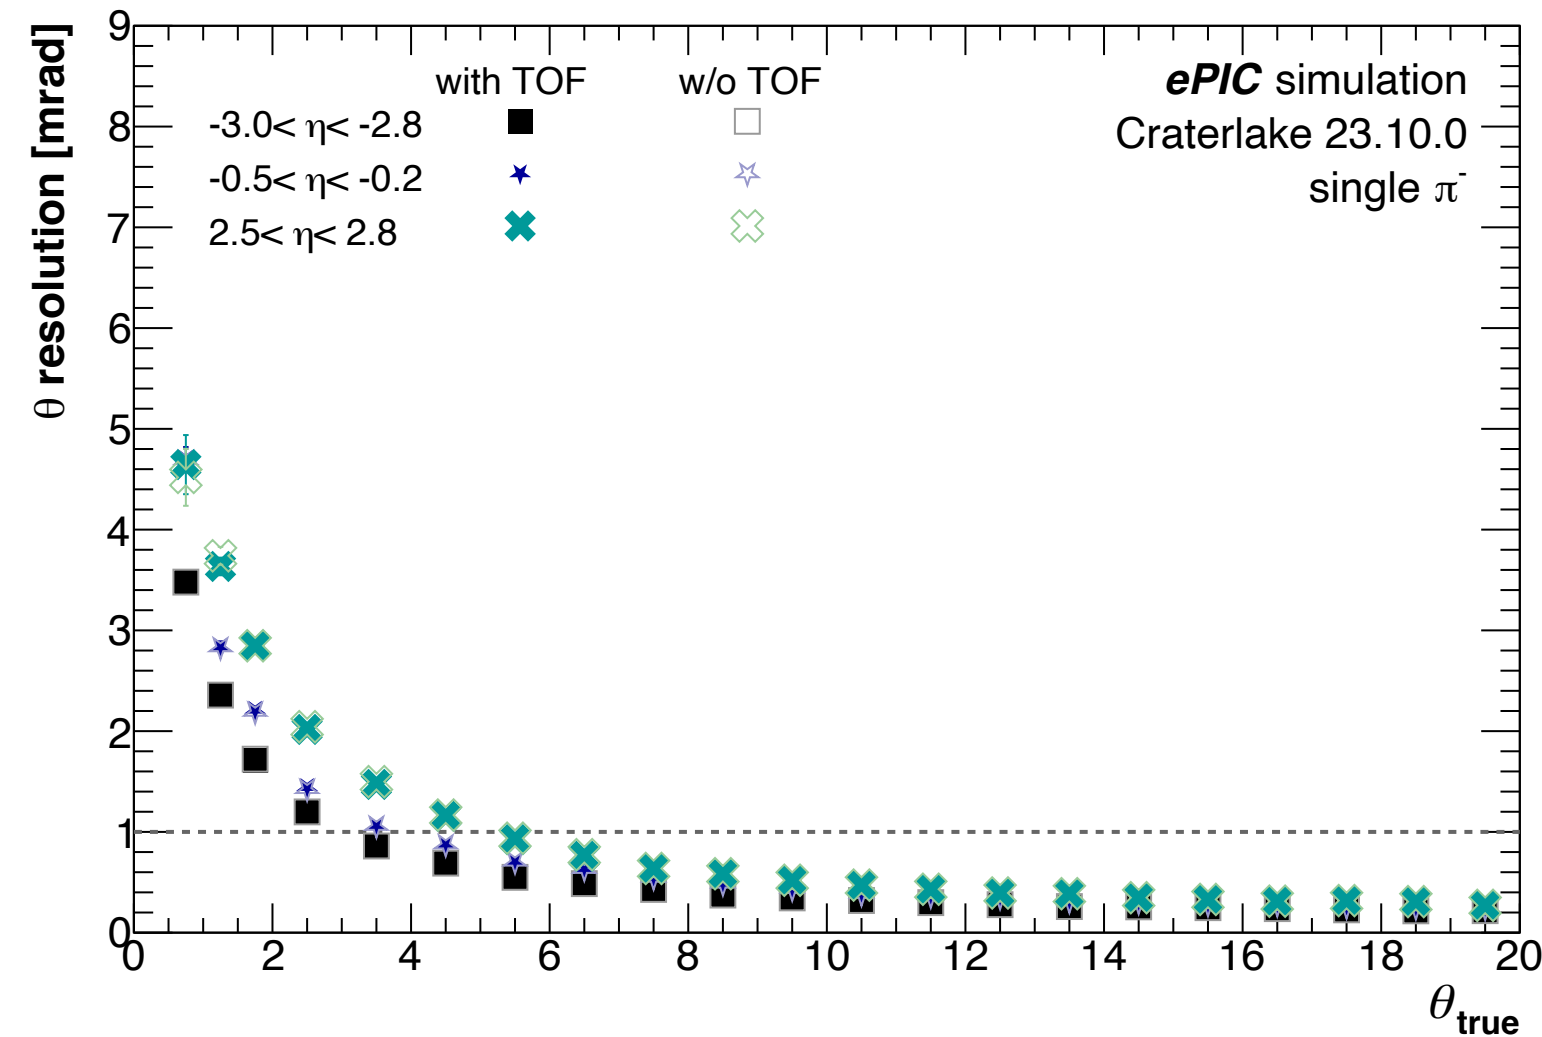 θ resolution [mrad]
9
8
7
6
5
4
3
2
1
0
with TOF w/o TOF
-3.0< η< -2.8
-0.5< η< -0.2
2.5< η< 2.8
ePIC simulation
Craterlake 23.10.0
single π-
0 2 4 6 8 10 12 14 16 18 20
θtrue